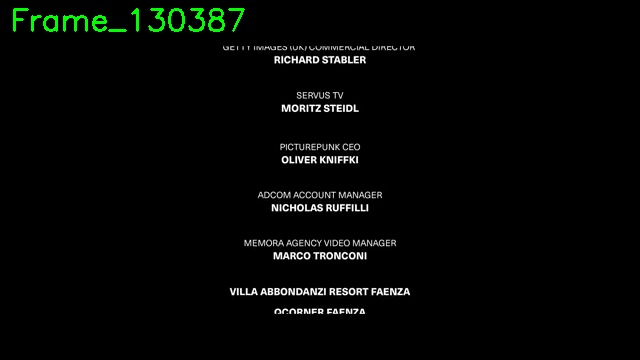 Frame_130387
GETTY IMAGES (UK) COMMERCIAL DIRECTOR
RICHARD STABLER
SERVUS TV
MORITZ STEIDL
PICTUREPUNK CEO
OLIVER KNIFFKI
ADCOM ACCOUNT MANAGER
NICHOLAS RUFFILLI
MEMORA AGENCY VIDEO MANAGER
MARCO TRONCONI
VILLA ABBONDANZI RESORT FAENZA
QCORNER FAENZA